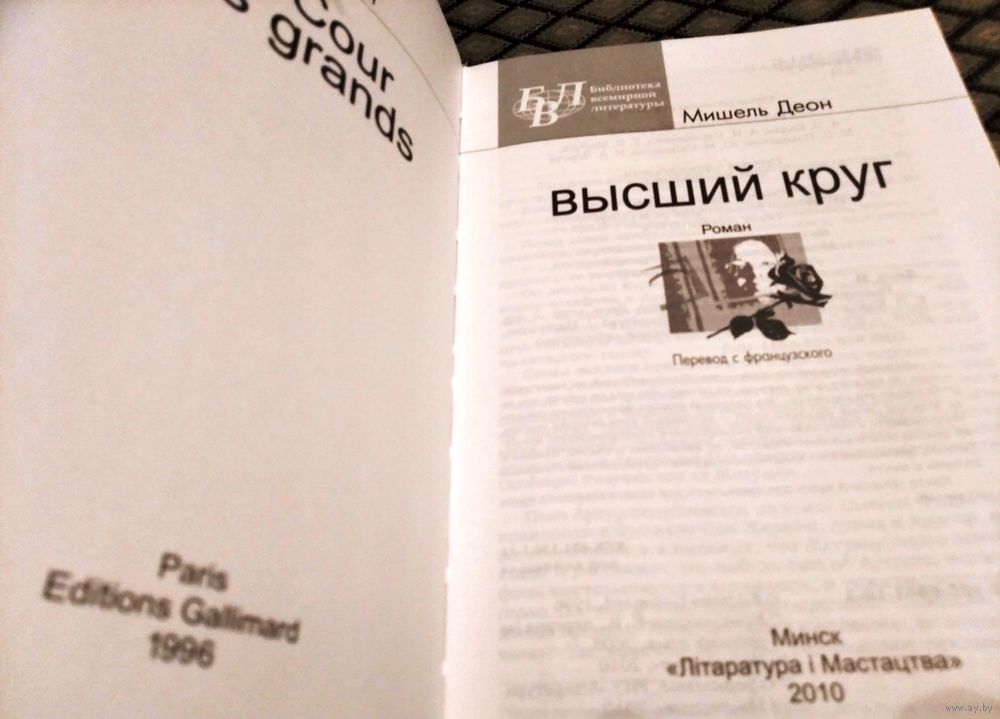 Cour
s grands
Paris
Editions Gallimard
1996
БВЛ
Библиотека
всемирной
литературы
Мишель Деон
высший круг
Роман
Перевод с французского
Минск
«Літаратура і Мастацтва»
2010
www.ay.by